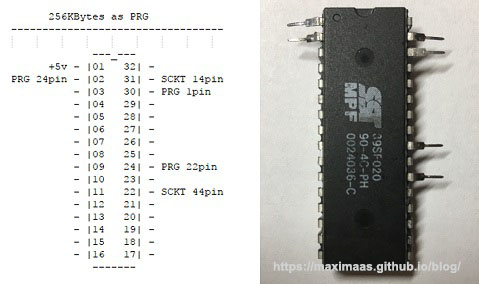 256KBytes as PRG
+5v - |01 32| -
PRG 24pin - |02 31| - SCKT 14pin
- |03 30| - PRG 1pin
- |04 29| -
- |05 28| -
- |06 27| -
- |07 26| -
- |08 25| -
- |09 24| - PRG 22pin
- |10 23| -
- |11 22| - SCKT 44pin
- |12 21| -
- |13 20| -
- |14 19| -
- |15 18| -
- |16 17| -
SST
MPF
39SF020
90-4C-PH
0024036-C
https://maximaas.github.io/blog/